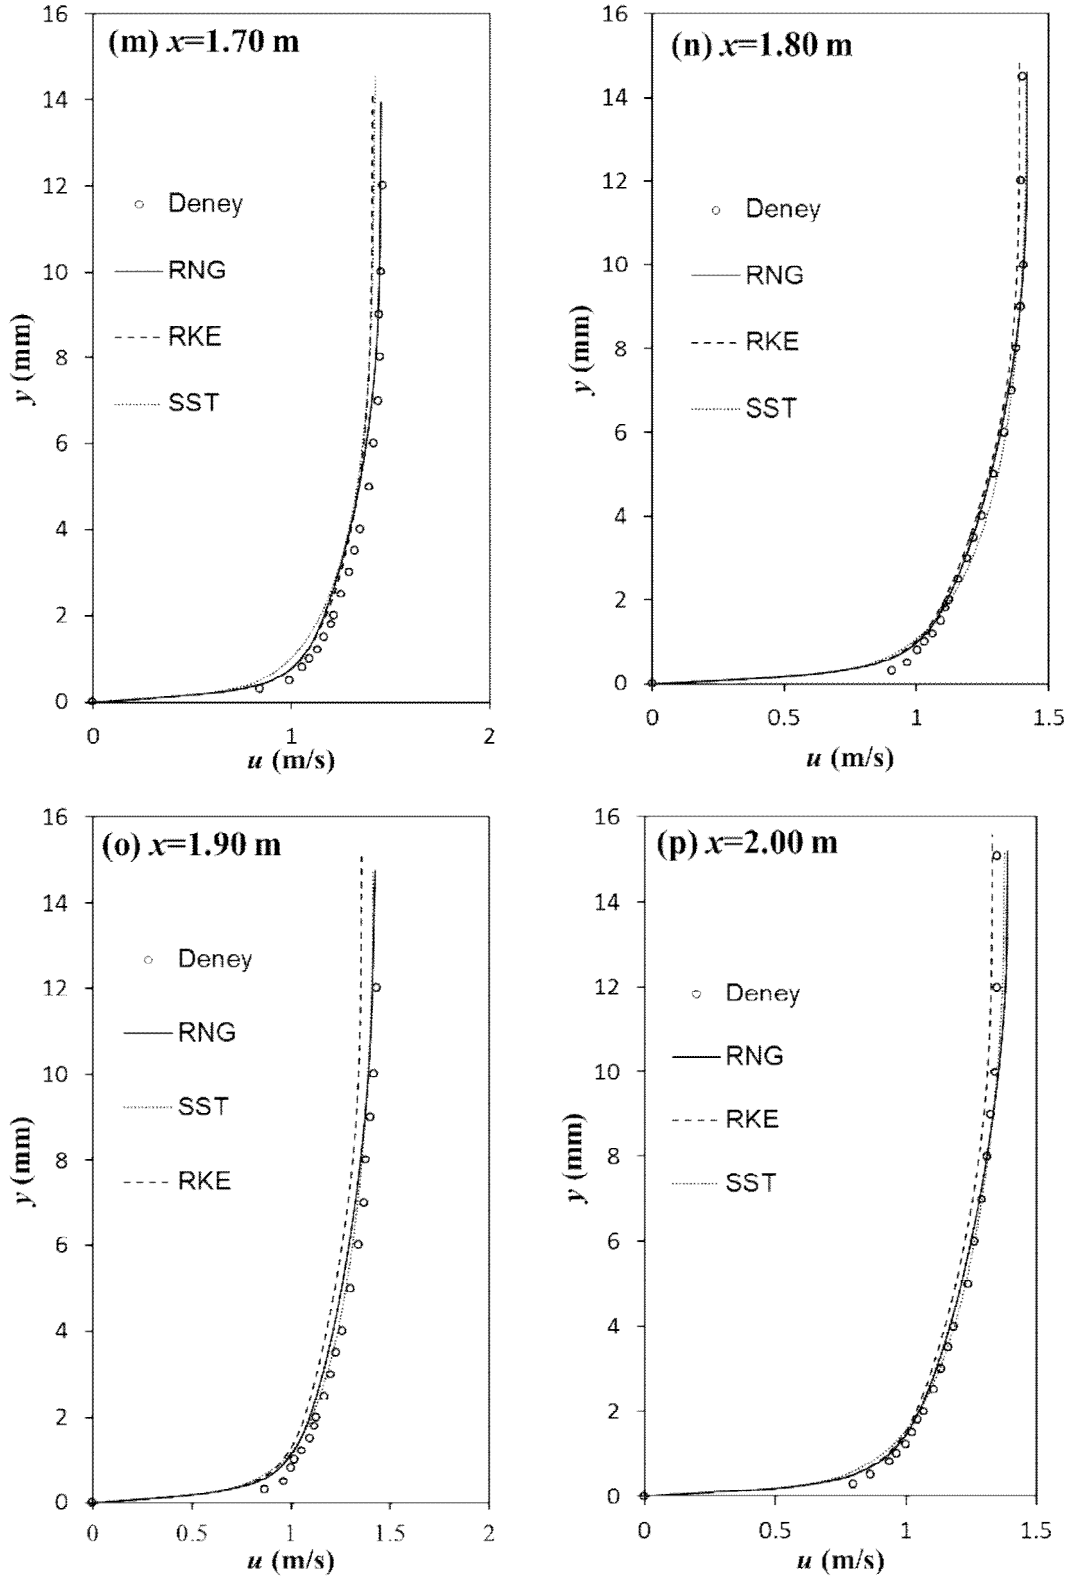 (m) x=1.70 m
16
14
12
10
8
6
4
2
0
y (mm)
Deney
RNG
RKE
SST
0 1 2
u (m/s)
(n) x=1.80 m
16
14
12
10
8
6
4
2
0
y (mm)
Deney
RNG
RKE
SST
0 0.5 1 1.5
u (m/s)
(o) x=1.90 m
16
14
12
10
8
6
4
2
0
y (mm)
Deney
RNG
SST
RKE
0 0.5 1 1.5 2
u (m/s)
(p) x=2.00 m
16
14
12
10
8
6
4
2
0
y (mm)
Deney
RNG
RKE
SST
0 0.5 1 1.5
u (m/s)